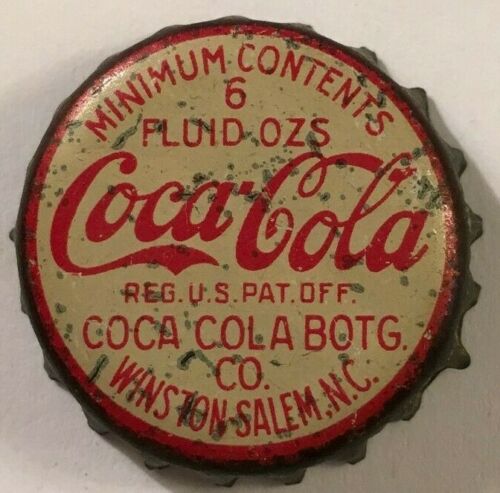 MINIMUM CONTENTS
6
FLUID OZS
Coca-Cola
REG. U.S. PAT. OFF.
COCA COLA BOTG.
CO.
WINSTON-SALEM, N.C.